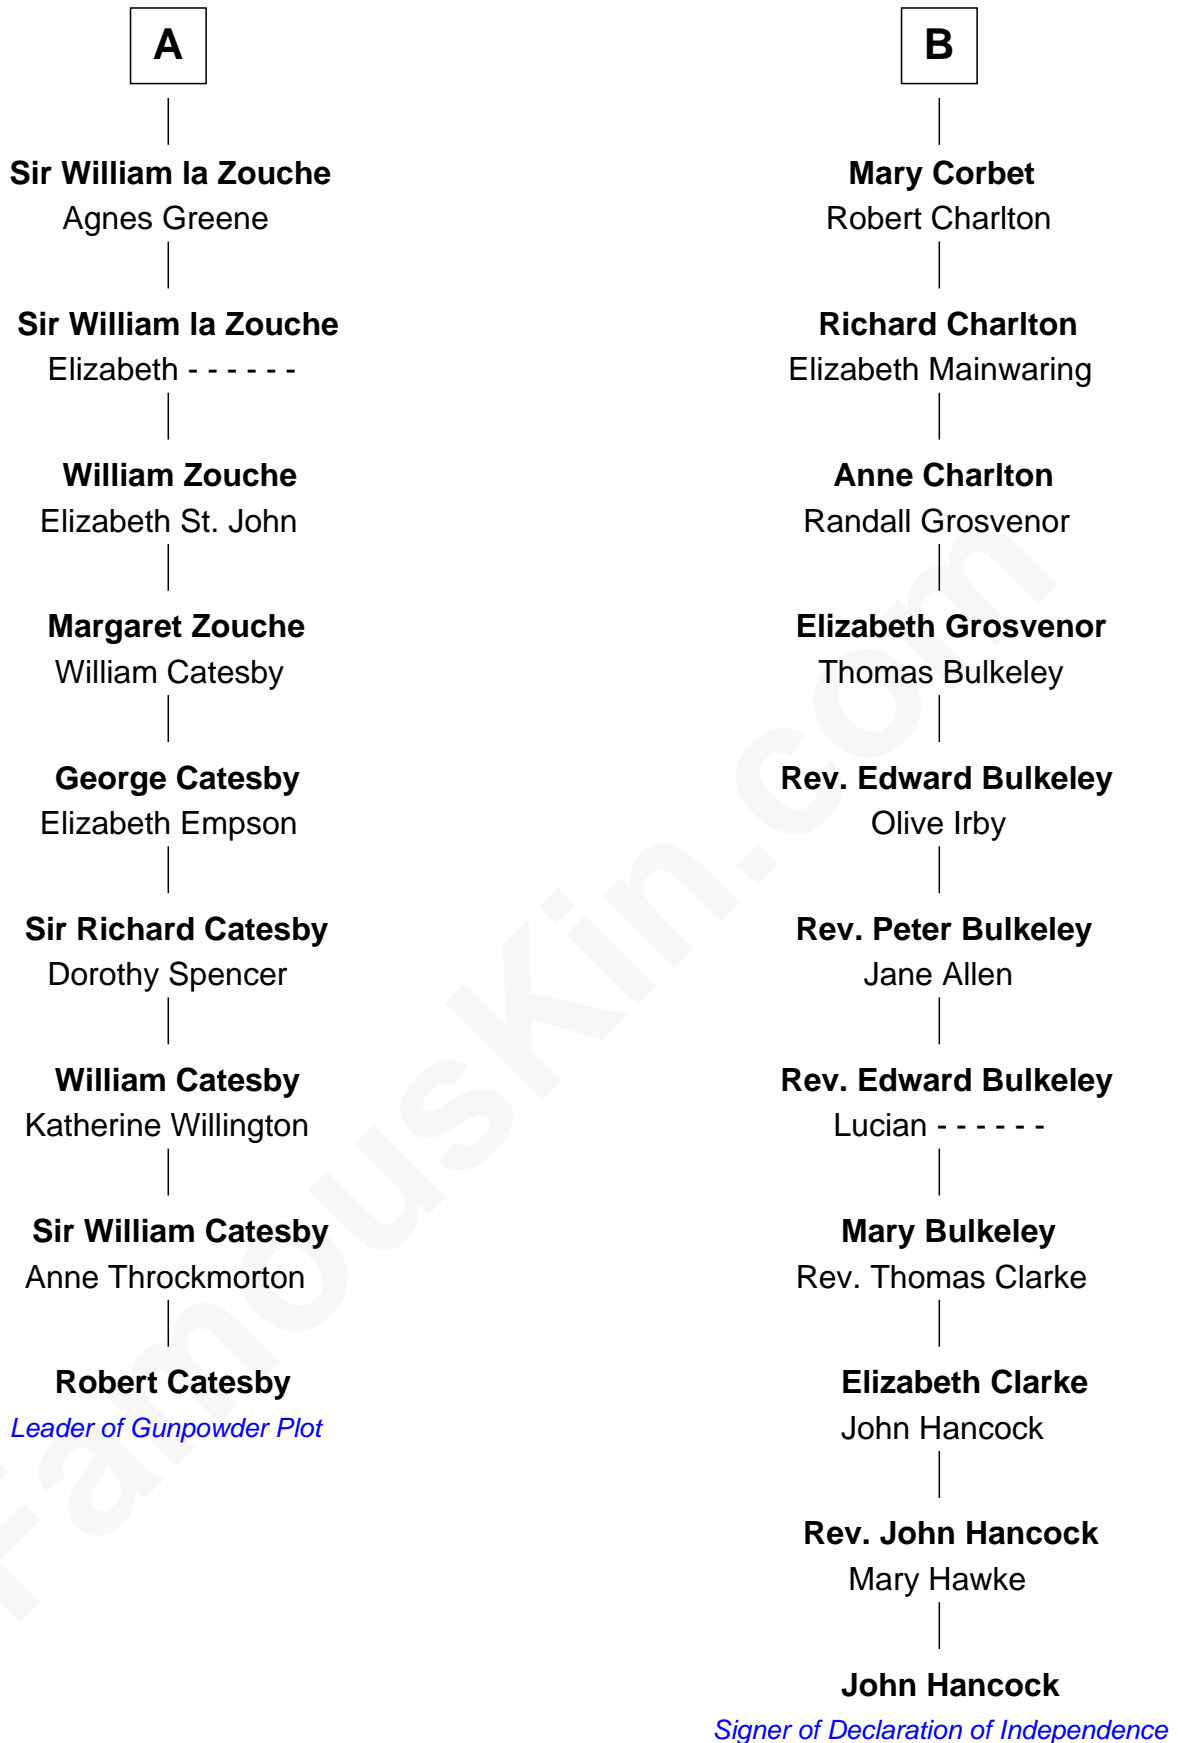 A
Sir William la Zouche
Agnes Greene
Sir William la Zouche
Elizabeth - - - - - -
William Zouche
Elizabeth St. John
Margaret Zouche
William Catesby
George Catesby
Elizabeth Empson
Sir Richard Catesby
Dorothy Spencer
William Catesby
Katherine Willington
Sir William Catesby
Anne Throckmorton
Robert Catesby
Leader of Gunpowder Plot
B
Mary Corbet
Robert Charlton
Richard Charlton
Elizabeth Mainwaring
Anne Charlton
Randall Grosvenor
Elizabeth Grosvenor
Thomas Bulkeley
Rev. Edward Bulkeley
Olive Irby
Rev. Peter Bulkeley
Jane Allen
Rev. Edward Bulkeley
Lucian - - - - - -
Mary Bulkeley
Rev. Thomas Clarke
Elizabeth Clarke
John Hancock
Rev. John Hancock
Mary Hawke
John Hancock
Signer of Declaration of Independence
FamousKin.com